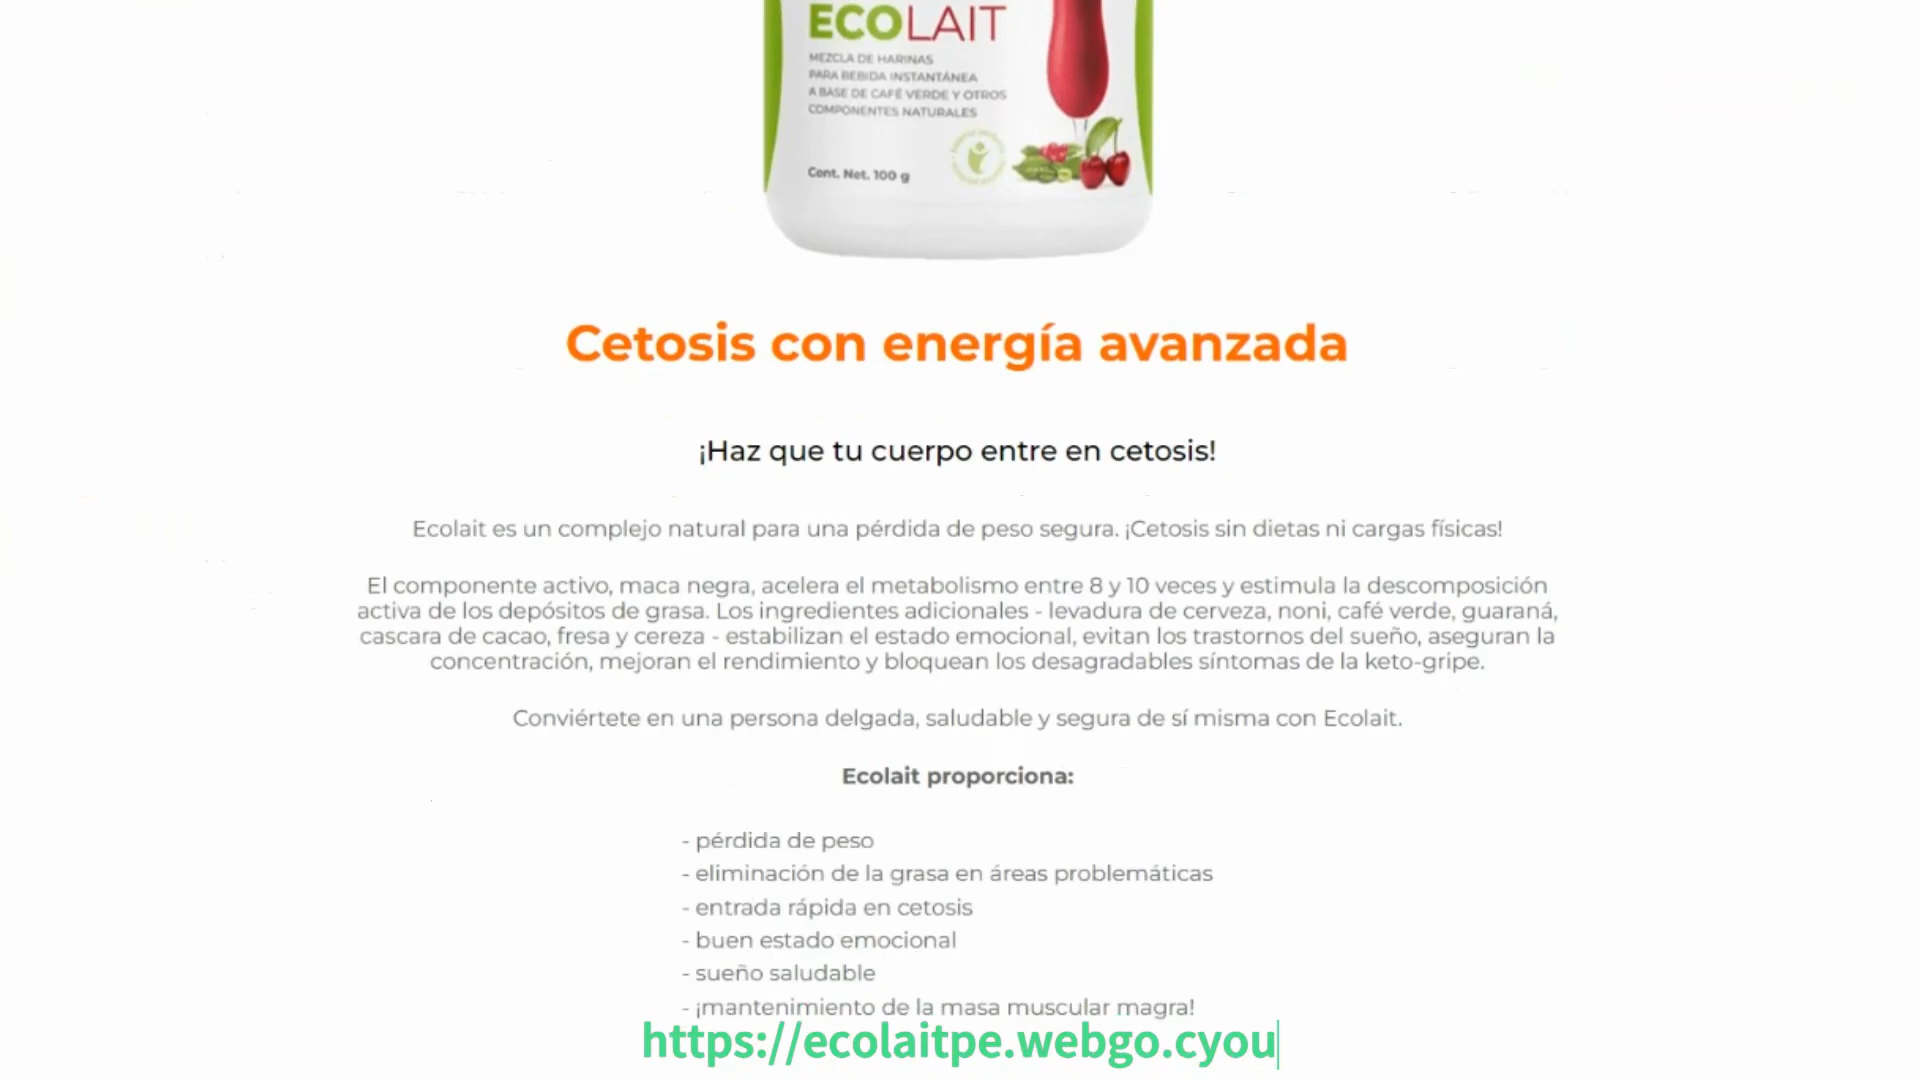 ECOLAIT
MEZCLA DE HARINAS
PARA BEBIDA INSTANTÁNEA
A BASE DE CAFÉ VERDE Y OTROS
COMPONENTES NATURALES
Cont. Net. 100 g
Cetosis con energía avanzada
¡Haz que tu cuerpo entre en cetosis!
Ecolait es un complejo natural para una pérdida de peso segura. ¡Cetosis sin dietas ni cargas físicas!
El componente activo, maca negra, acelera el metabolismo entre 8 y 10 veces y estimula la descomposición
activa de los depósitos de grasa. Los ingredientes adicionales - levadura de cerveza, noni, café verde, guaraná,
cascara de cacao, fresa y cereza - estabilizan el estado emocional, evitan los trastornos del sueño, aseguran la
concentración, mejoran el rendimiento y bloquean los desagradables síntomas de la keto-gripe.
Conviértete en una persona delgada, saludable y segura de sí misma con Ecolait.
Ecolait proporciona:
- pérdida de peso
- eliminación de la grasa en áreas problemáticas
- entrada rápida en cetosis
- buen estado emocional
- sueño saludable
- ¡mantenimiento de la masa muscular magra!
https://ecolaitpe.webgo.cyou